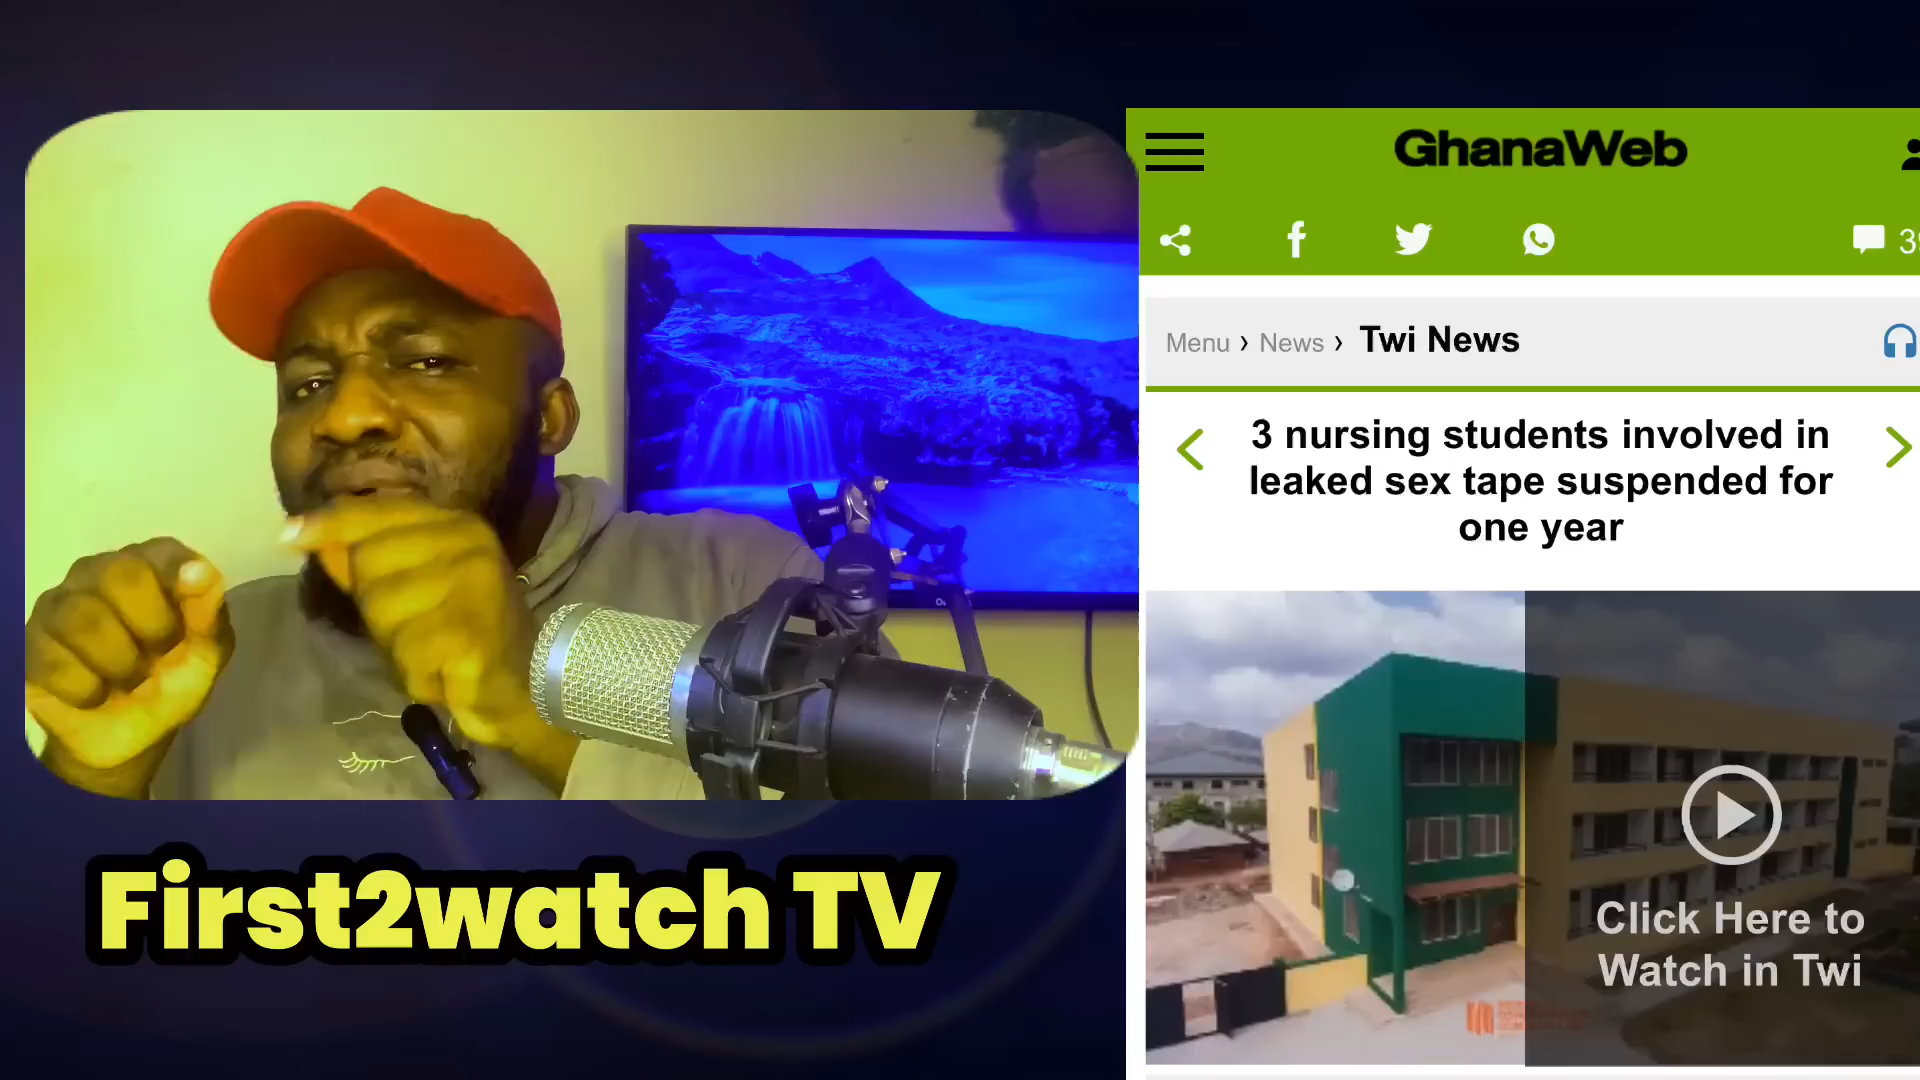 GhanaWeb
Menu › News › Twi News
3 nursing students involved in
leaked sex tape suspended for
one year
Click Here to
Watch in Twi
First2watch TV